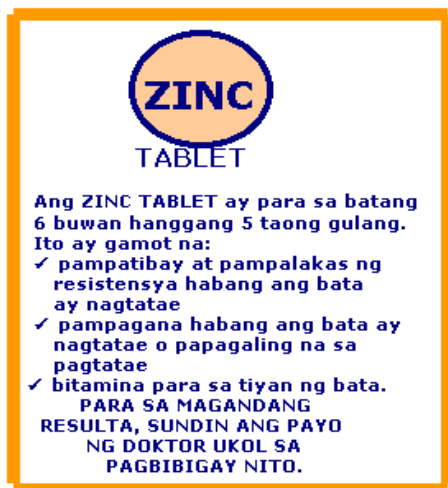 ZINC
TABLET
Ang ZINC TABLET ay para sa batang
6 buwan hanggang 5 taong gulang.
Ito ay gamot na:
✓ pampatibay at pampalakas ng
resistensya habang ang bata
ay nagtatae
✓ pampagana habang ang bata ay
nagtatae o papagaling na sa
pagtatae
✓ bitamina para sa tiyan ng bata.
PARA SA MAGANDANG
RESULTA, SUNDIN ANG PAYO
NG DOKTOR UKOL SA
PAGBIBIGAY NITO.